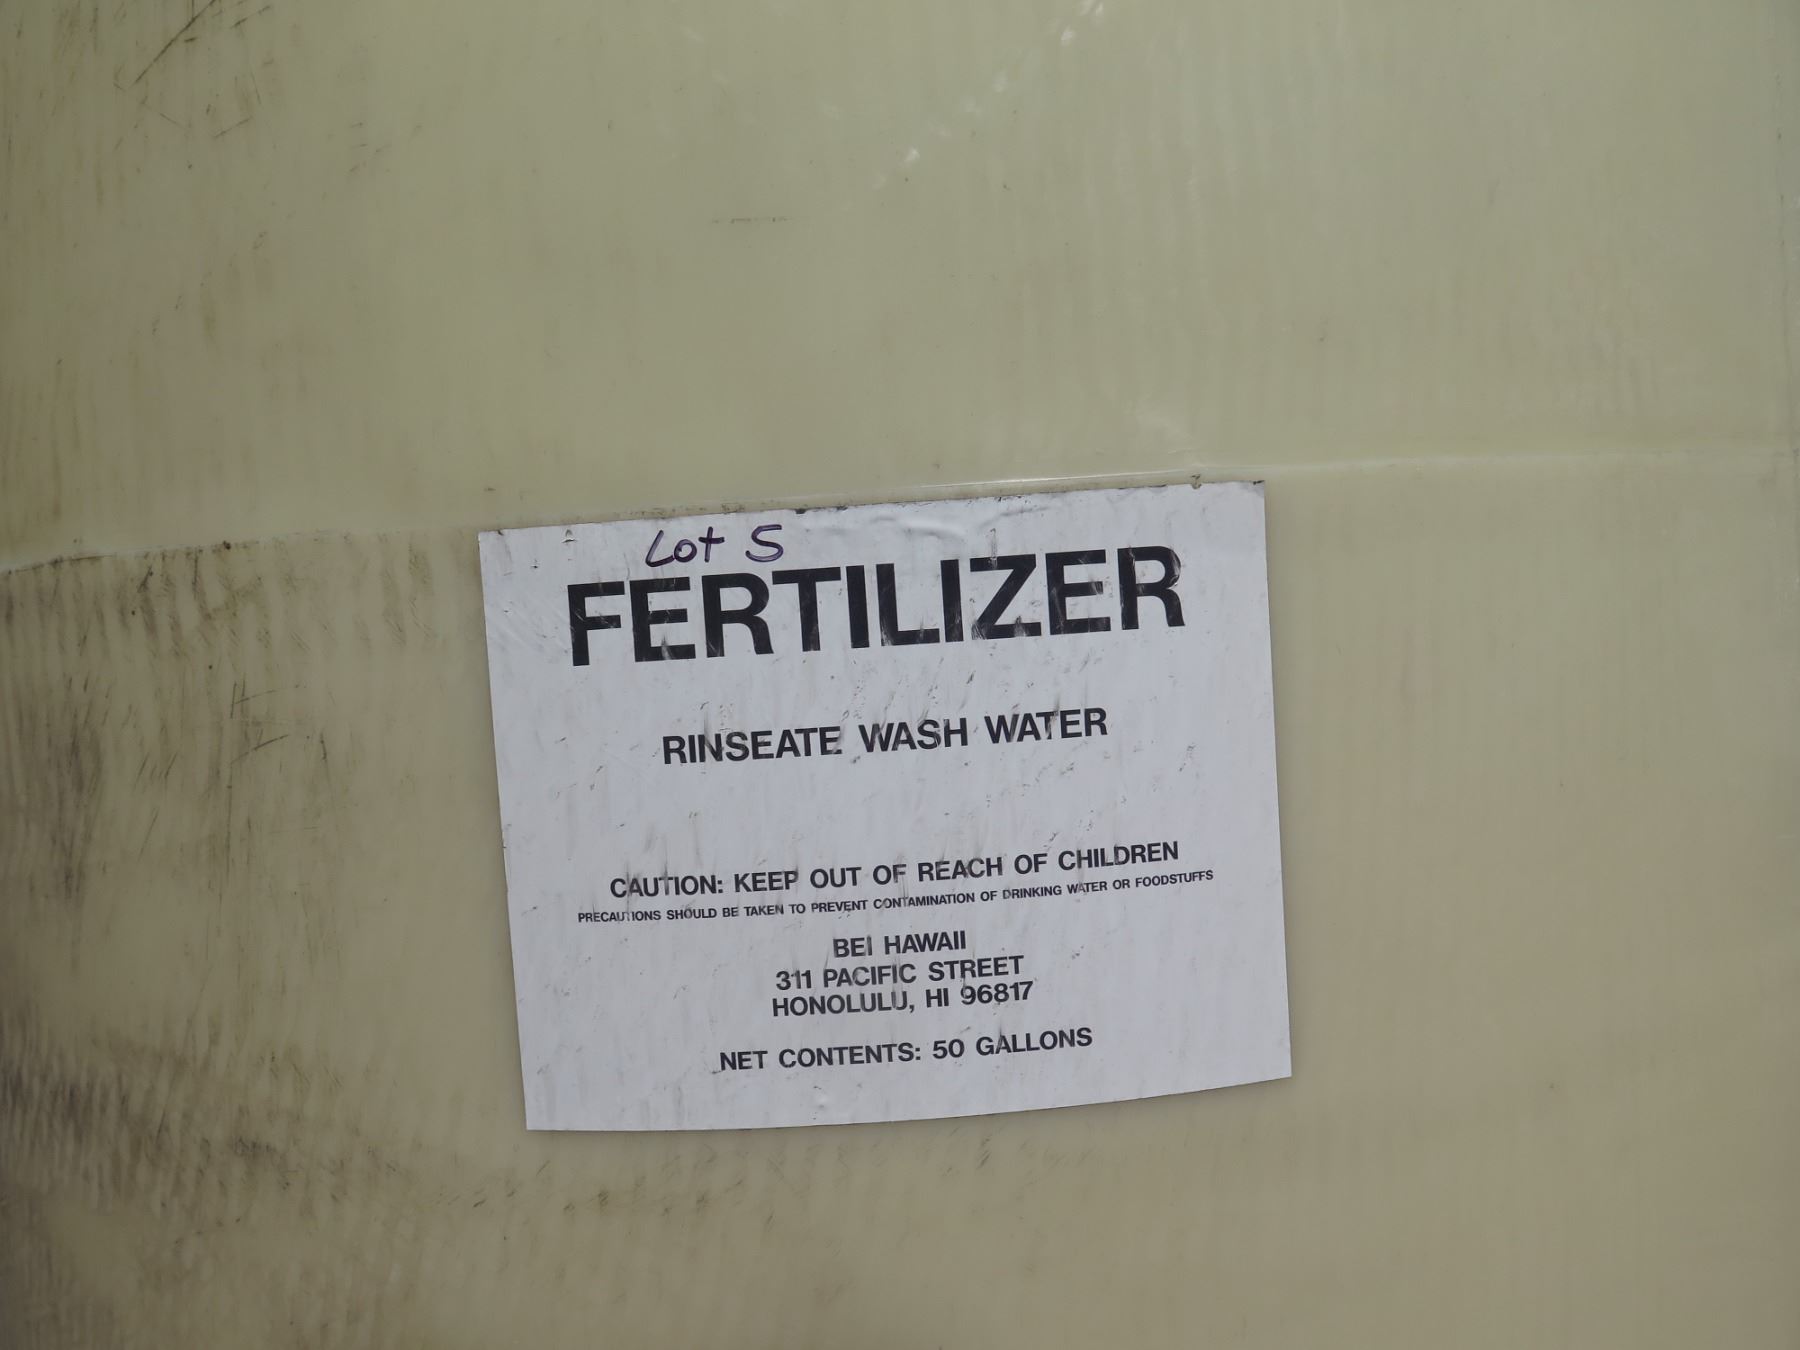 Lot 5
FERTILIZER
RINSEATE WASH WATER
CAUTION: KEEP OUT OF REACH OF CHILDREN
PRECAUTIONS SHOULD BE TAKEN TO PREVENT CONTAMINATION OF DRINKING WATER OR FOODSTUFFS
BEI HAWAII
311 PACIFIC STREET
HONOLULU, HI 96817
NET CONTENTS: 50 GALLONS